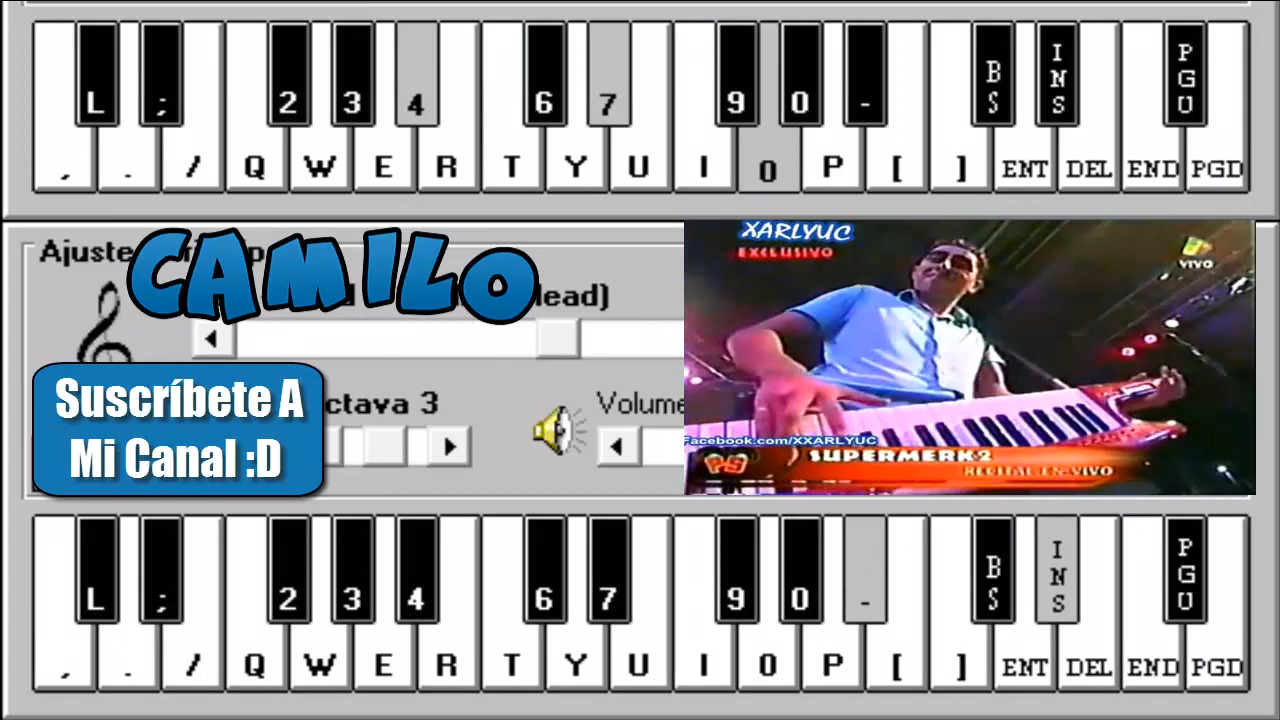 L ; 2 3 4 6 7 9 0 - BS INS PGU
, . / Q W E R T Y U I O P [ ] ENT DEL END PGD
Ajuste
CAMILO
lead)
XARLYUC
EXCLUSIVO
VIVO
Suscríbete A
Mi Canal :D
ctava 3
Volume
Facebook.com/XXARLYUC
PS
SUPERMERK2
RECITAL EN VIVO
L ; 2 3 4 6 7 9 0 - BS INS PGU
, . / Q W E R T Y U I O P [ ] ENT DEL END PGD